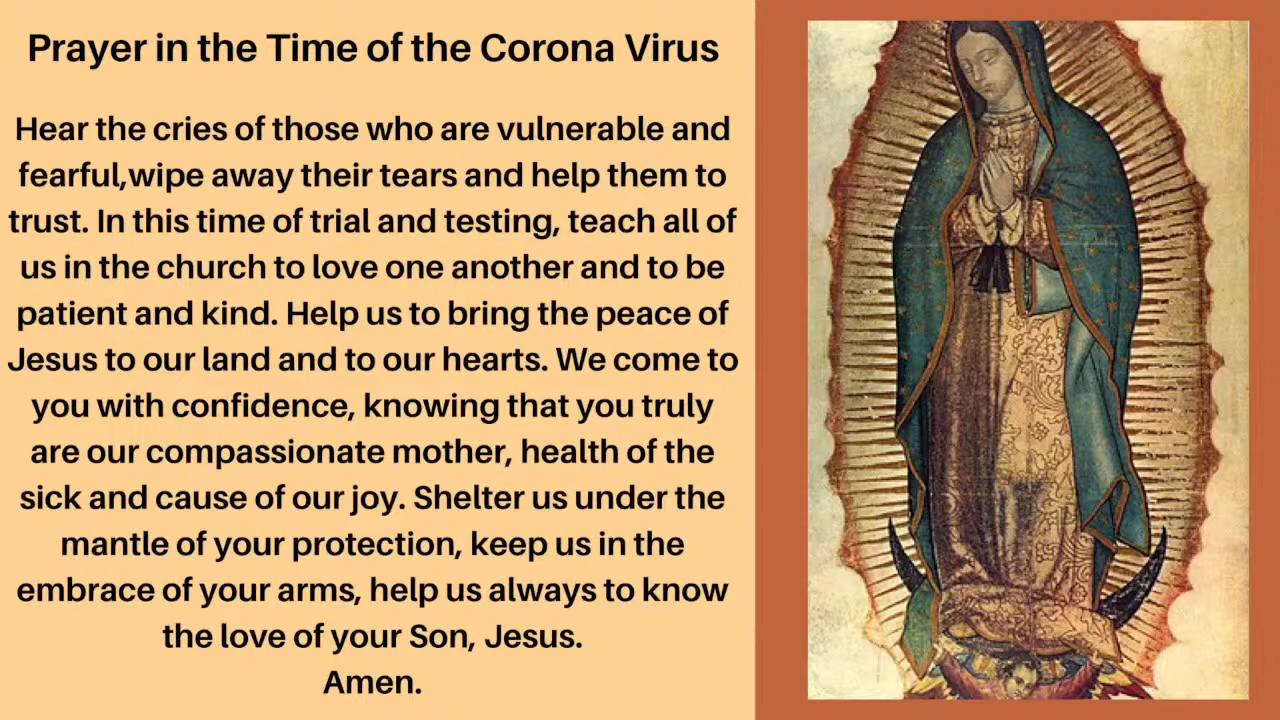 Prayer in the Time of the Corona Virus
Hear the cries of those who are vulnerable and
fearful,wipe away their tears and help them to
trust. In this time of trial and testing, teach all of
us in the church to love one another and to be
patient and kind. Help us to bring the peace of
Jesus to our land and to our hearts. We come to
you with confidence, knowing that you truly
are our compassionate mother, health of the
sick and cause of our joy. Shelter us under the
mantle of your protection, keep us in the
embrace of your arms, help us always to know
the love of your Son, Jesus.
Amen.